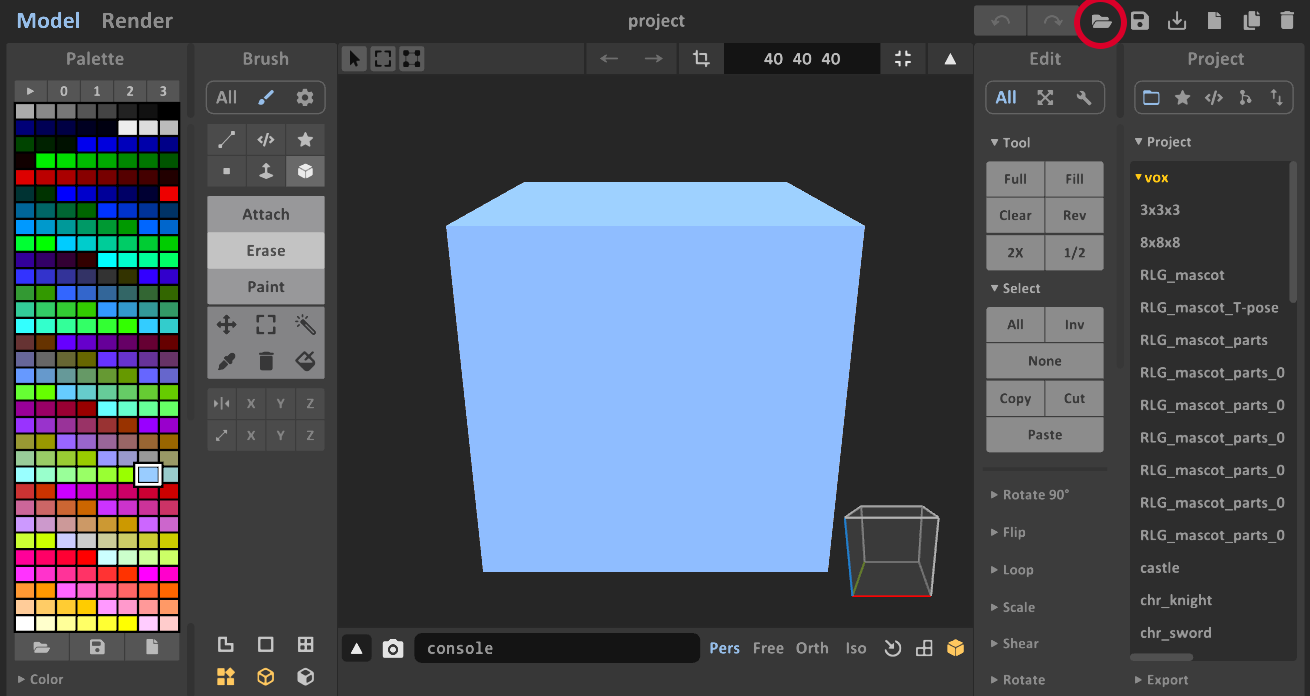 Model Render
project
Palette
0 1 2 3
Color
Brush
All
Attach
Erase
Paint
X Y Z
X Y Z
40 40 40
console
Pers Free Orth Iso
Edit
All
Tool
Full Fill
Clear Rev
2X 1/2
Select
All Inv
None
Copy Cut
Paste
Rotate 90°
Flip
Loop
Scale
Shear
Rotate
Project
Project
vox
3x3x3
8x8x8
RLG_mascot
RLG_mascot_T-pose
RLG_mascot_parts
RLG_mascot_parts_0
RLG_mascot_parts_0
RLG_mascot_parts_0
RLG_mascot_parts_0
RLG_mascot_parts_0
RLG_mascot_parts_0
castle
chr_knight
chr_sword
Export